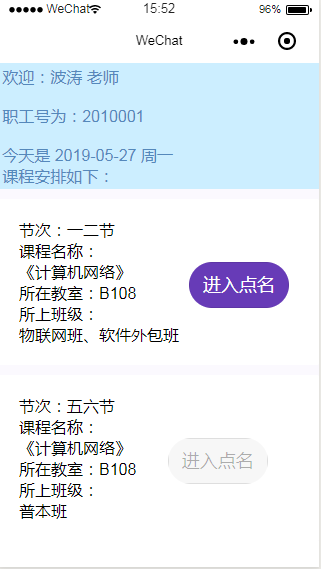 WeChat 15:52 96%
WeChat
欢迎：波涛 老师
职工号为：2010001
今天是 2019-05-27 周一
课程安排如下：
节次：一二节
课程名称：
《计算机网络》
所在教室：B108
所上班级：
物联网班、软件外包班
进入点名
节次：五六节
课程名称：
《计算机网络》
所在教室：B108
所上班级：
普本班
进入点名